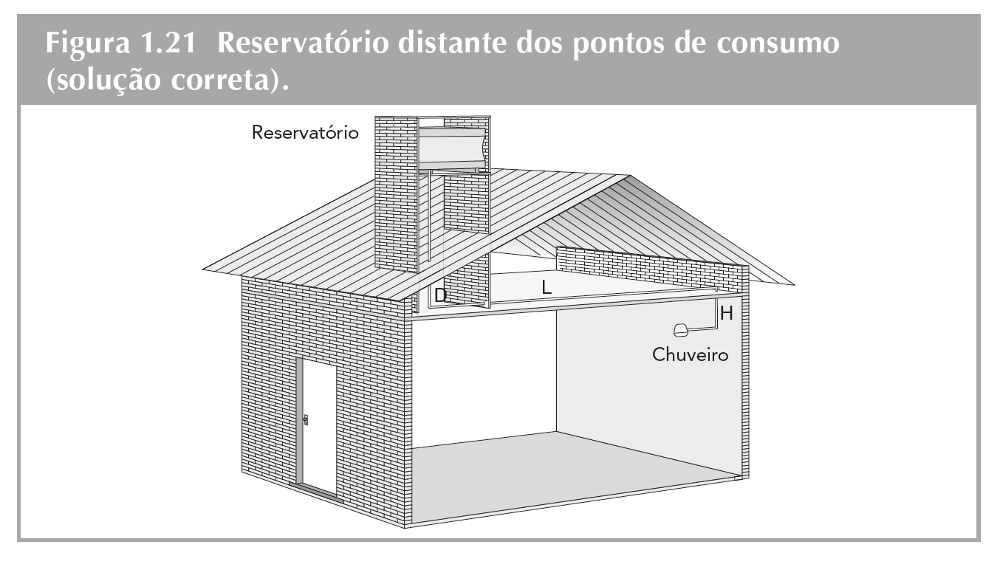 Figura 1.21 Reservatório distante dos pontos de consumo
(solução correta).
Reservatório
D
L
H
Chuveiro